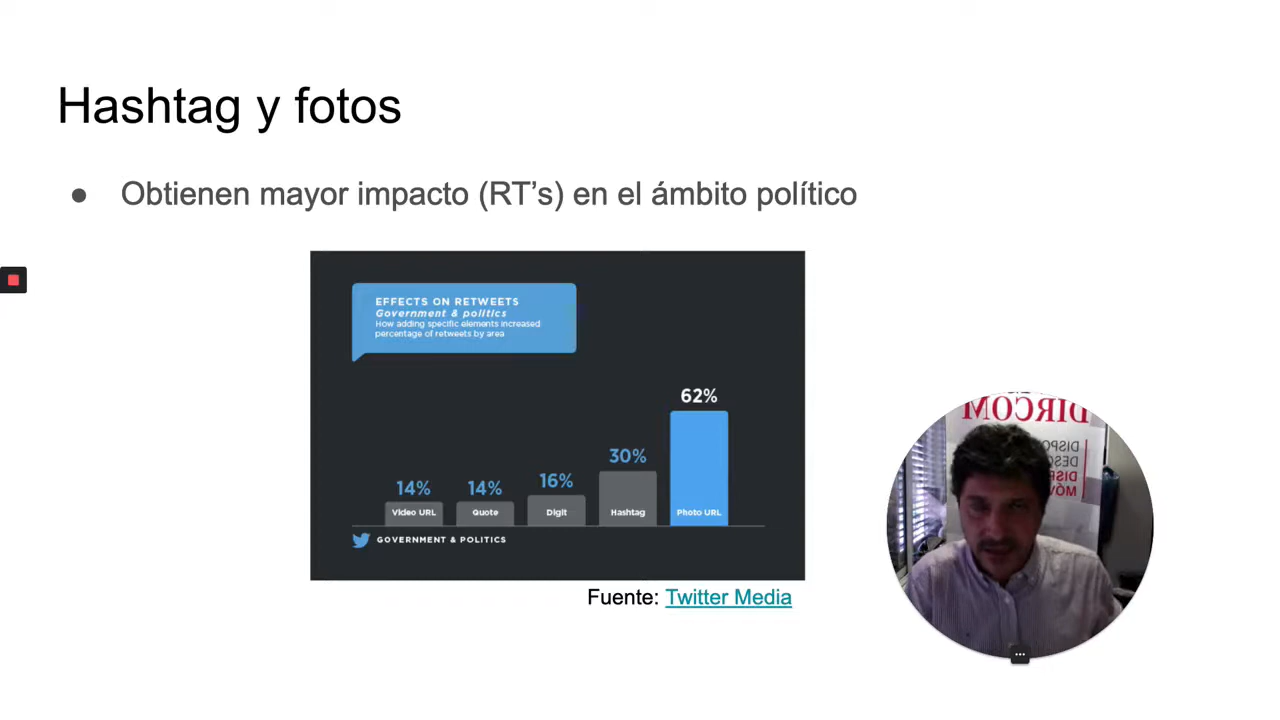 Hashtag y fotos
● Obtienen mayor impacto (RT’s) en el ámbito político
EFFECTS ON RETWEETS
Government & politics
How adding specific elements increased
percentage of retweets by area
62%
30%
16%
14%
14%
Video URL
Quote
Digit
Hashtag
Photo URL
GOVERNMENT & POLITICS
Fuente: Twitter Media
DIRCOM